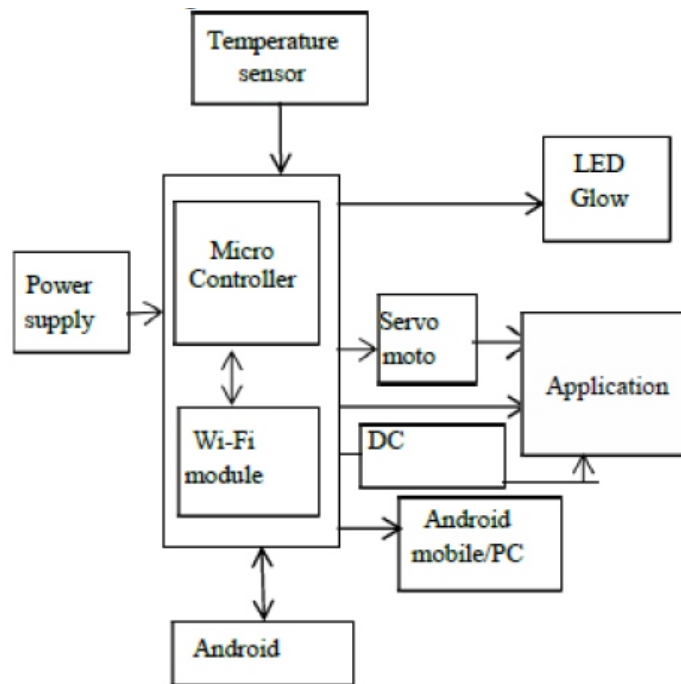 Temperature
sensor
LED
Glow
Micro
Controller
Power
supply
Servo
moto
Application
Wi-Fi
module
DC
Android
mobile/PC
Android